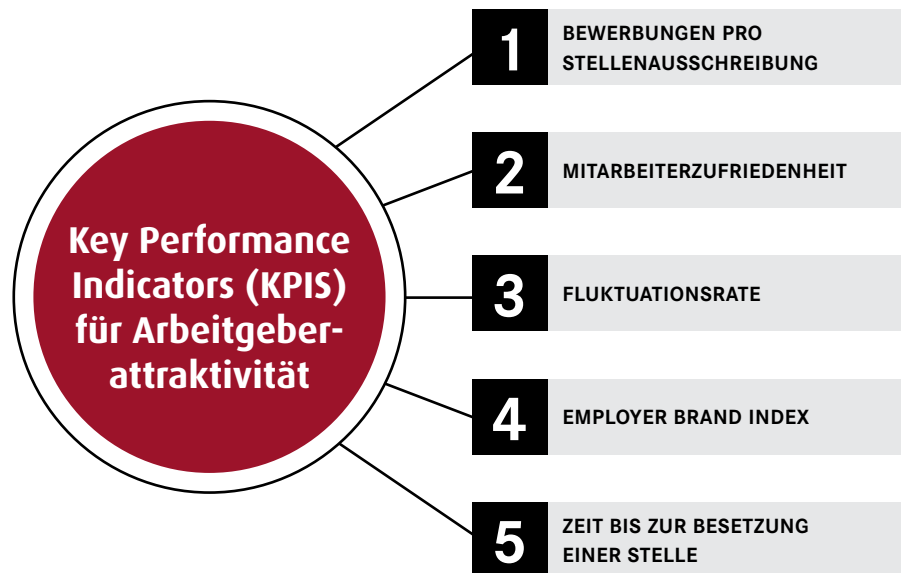 Key Performance
Indicators (KPIS)
für Arbeitgeber-
attraktivität
1
BEWERBUNGEN PRO
STELLENAUSSCHREIBUNG
2
MITARBEITERZUFRIEDENHEIT
3
FLUKTUATIONSRATE
4
EMPLOYER BRAND INDEX
5
ZEIT BIS ZUR BESETZUNG
EINER STELLE